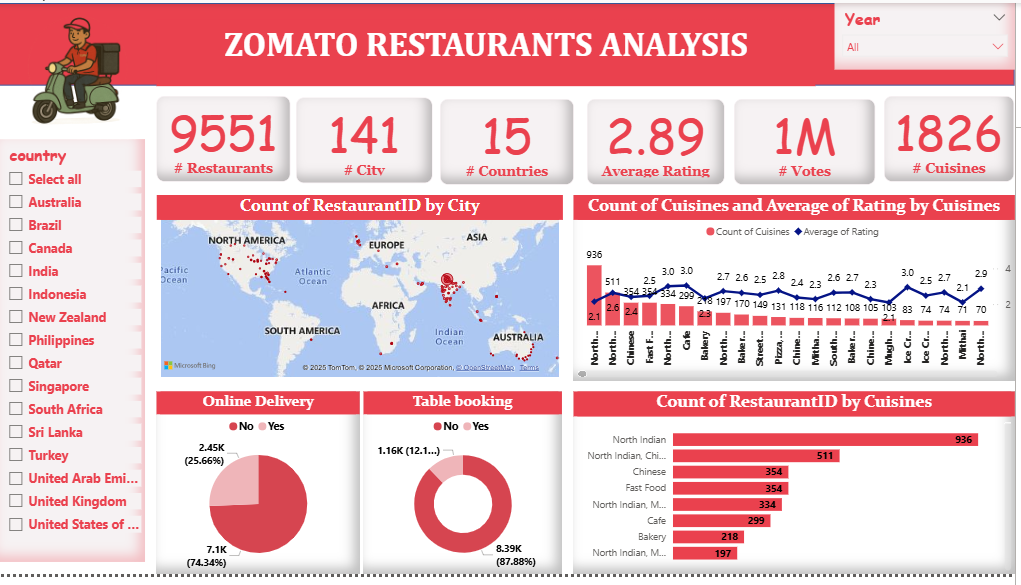 ZOMATO RESTAURANTS ANALYSIS
Year
All
9551
# Restaurants
141
# City
15
# Countries
2.89
Average Rating
1M
# Votes
1826
# Cuisines
country
Select all
Australia
Brazil
Canada
India
Indonesia
New Zealand
Philippines
Qatar
Singapore
South Africa
Sri Lanka
Turkey
United Arab Emi...
United Kingdom
United States of ...
Count of RestaurantID by City
NORTH AMERICA
EUROPE
ASIA
Pacific
Ocean
Atlantic
Ocean
AFRICA
SOUTH AMERICA
Indian
Ocean
AUSTRALIA
Microsoft Bing
© 2025 TomTom, © 2025 Microsoft Corporation, © OpenStreetMap Terms
Count of Cuisines and Average of Rating by Cuisines
Count of Cuisines Average of Rating
936 511 354 354 334 299 218 197 170 149 131 118 116 112 108 105 103 83 74 74 71 70
2.1 2.6 2.4 2.5 3.0 3.0 2.3 2.7 2.6 2.5 2.8 2.4 2.3 2.6 2.7 2.3 2.1 3.0 2.5 2.7 2.1 2.9
4
2
North...
North...
Chinese
Fast F...
North...
Cafe
Bakery
North...
Baker...
Street...
Pizza...
Chine...
Mitha...
South...
Baker...
Chine...
Mugh...
Ice Cr...
Ice Cr...
North...
Mithai
North...
Online Delivery
No Yes
2.45K
(25.66%)
7.1K
(74.34%)
Table booking
No Yes
1.16K (12.1...)
8.39K
(87.88%)
Count of RestaurantID by Cuisines
North Indian 936
North Indian, Chi... 511
Chinese 354
Fast Food 354
North Indian, M... 334
Cafe 299
Bakery 218
North Indian, M... 197